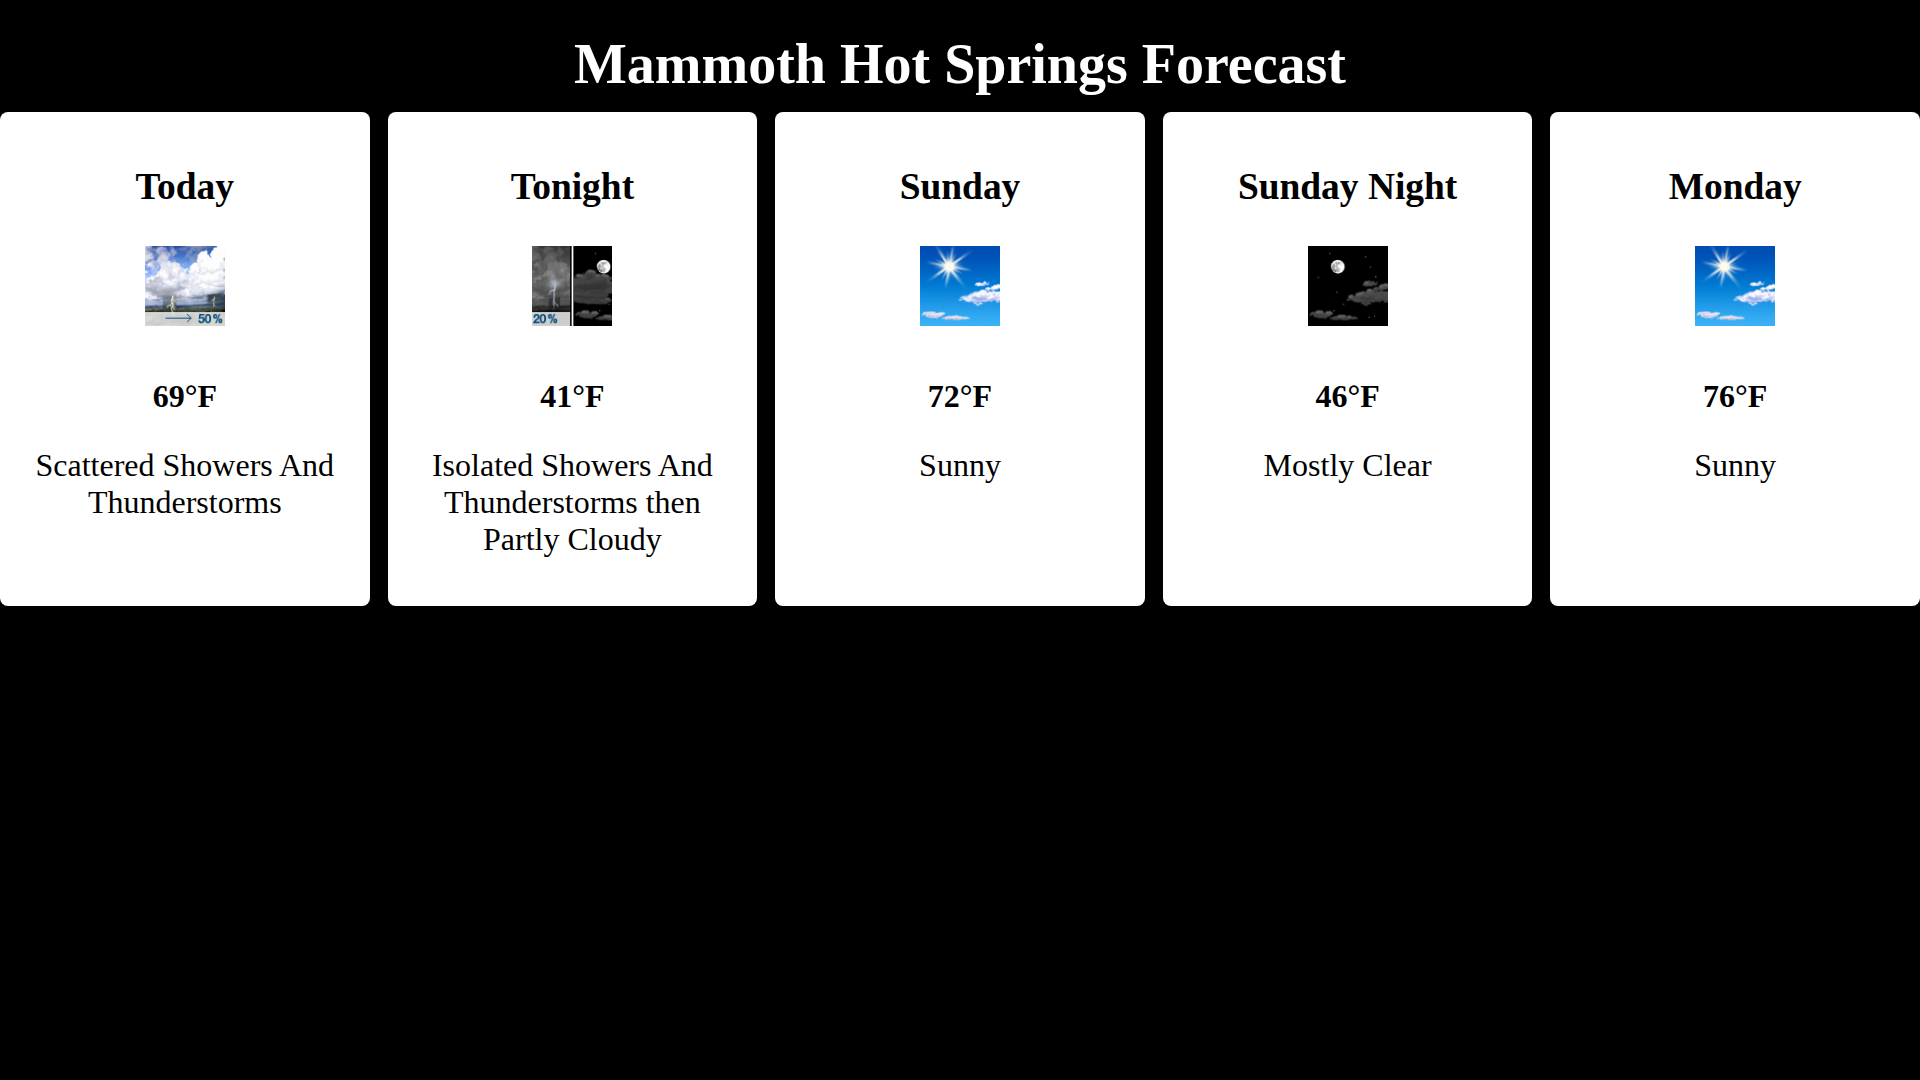 Mammoth Hot Springs Forecast
Today
50%
69°F
Scattered Showers And
Thunderstorms
Tonight
20%
41°F
Isolated Showers And
Thunderstorms then
Partly Cloudy
Sunday
72°F
Sunny
Sunday Night
46°F
Mostly Clear
Monday
76°F
Sunny